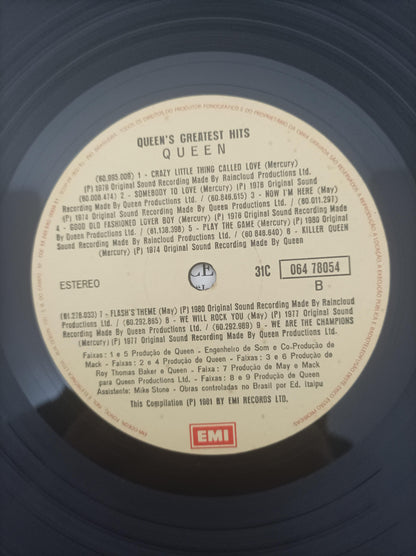 QUEEN'S GREATEST HITS
QUEEN
(60.995.009) 1 - CRAZY LITTLE THING CALLED LOVE (Mercury)
(P) 1979 Original Sound Recording Made By Raincloud Productions Ltd.
(60.008.474) 2 - SOMEBODY TO LOVE (Mercury) (P) 1976 Original Sound
Recording Made By Queen Productions Ltd. / (60.846.615) 3 - NOW I'M HERE (May)
(P) 1974 Original Sound Recording Made By Queen Productions Ltd. / (60.011.297)
4 - GOOD OLD FASHIONED LOVER BOY (Mercury) (P) 1976 Original Sound Recording Made By
Queen Productions Ltd. / (61.138.398) 5 - PLAY THE GAME (Mercury) (P) 1980 Original
Sound Recording Made By Raincloud Productions Ltd. / (60.848.640) 6 - KILLER QUEEN
(Mercury) (P) 1974 Original Sound Recording Made By Queen
ESTEREO
31C 064 78054
B
(61.278.033) 7 - FLASH'S THEME (May) (P) 1980 Original Sound Recording Made By Raincloud
Productions Ltd. / (60.292.865) 8 - WE WILL ROCK YOU (May) (P) 1977 Original Sound
Recording Made By Queen Productions Ltd. / (60.292.989) 9 - WE ARE THE CHAMPIONS
(Mercury) (P) 1977 Original Sound Recording Made By Queen Productions Ltd.
Faixas: 1 e 5 Produção de Queen - Engenheiro de Som e Co-Produção de
Mack - Faixas: 2 e 4 Produção de Queen - Faixas: 3 e 6 Produção de
Roy Thomas Baker e Queen - Faixa: 7 Produção de May e Mack
para Queen Productions Ltd. - Faixas: 8 e 9 Produção de Queen
Assistente: Mike Stone - Obras controladas no Brasil por Ed. Itaipu
This Compilation (P) 1981 BY EMI RECORDS LTD.
EMI